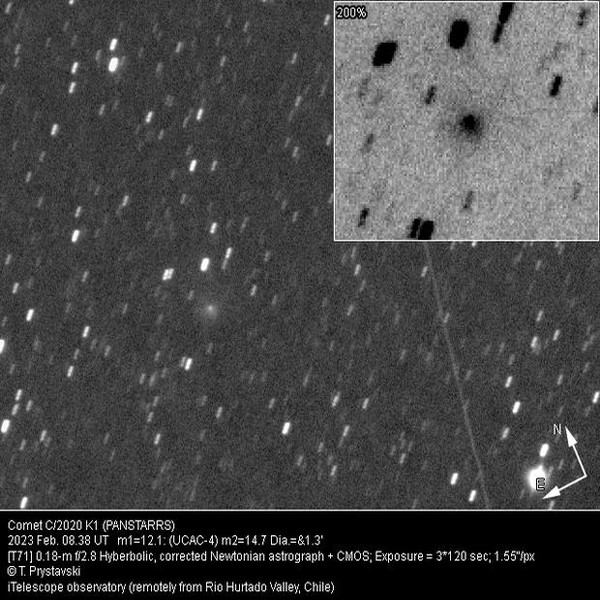 200%
N
E
Comet C/2020 K1 (PANSTARRS)
2023 Feb. 08.38 UT m1=12.1: (UCAC-4) m2=14.7 Dia.=&1.3'
[T71] 0.18-m f/2.8 Hyberbolic, corrected Newtonian astrograph + CMOS; Exposure = 3*120 sec; 1.55"/px
© T. Prystavski
iTelescope observatory (remotely from Rio Hurtado Valley, Chile)